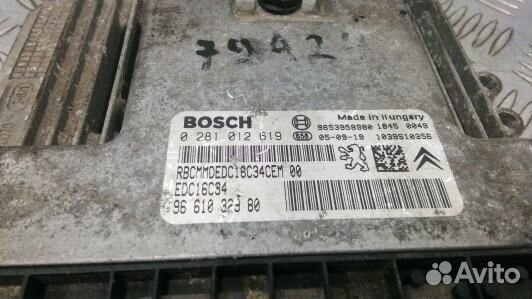 7942
BOSCH
Made in Hungary
0 281 012 619
9653958980 1045 0049
658 05-09-19 1039S10356
RBCMMDEDC16C34CEM 00
EDC16C34
96 610 323 80
Avito